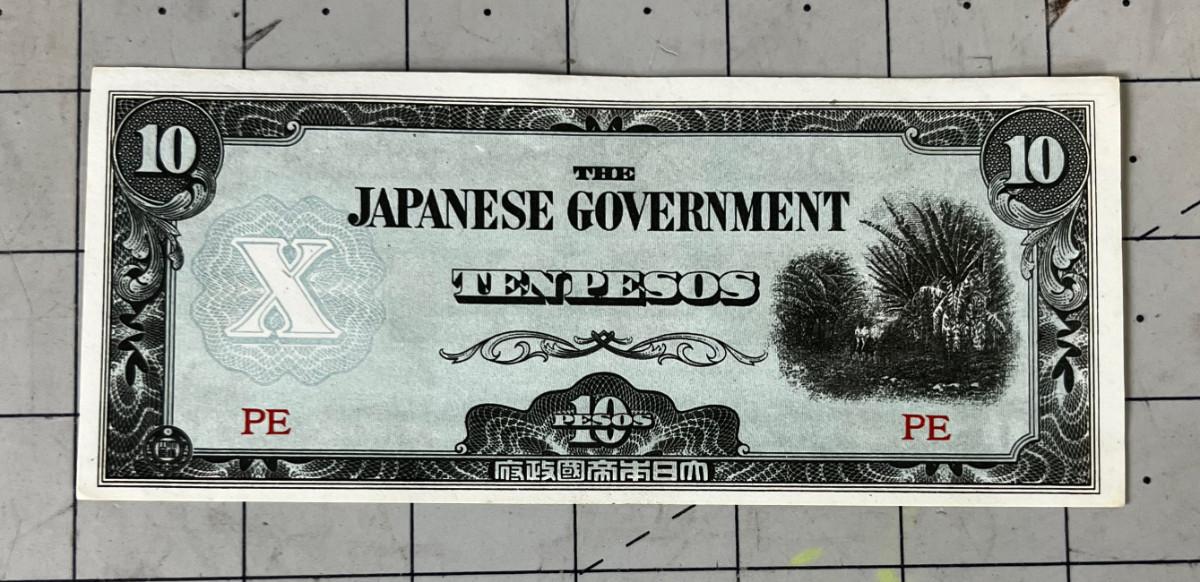 10 10
THE
JAPANESE GOVERNMENT
TEN PESOS
X
PE PE
10
PESOS
大日本帝國政府